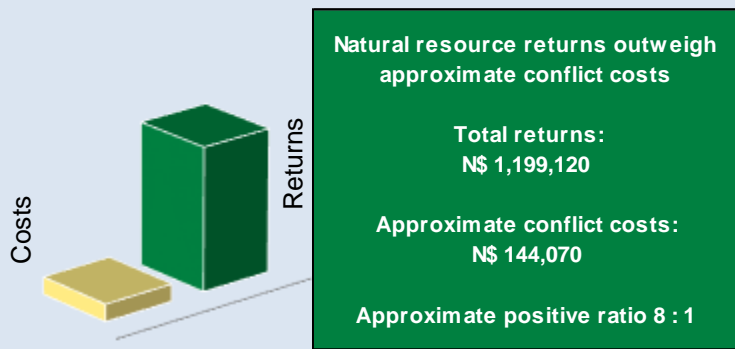 Costs
Returns
Natural resource returns outweigh
approximate conflict costs
Total returns:
N$ 1,199,120
Approximate conflict costs:
N$ 144,070
Approximate positive ratio 8 : 1